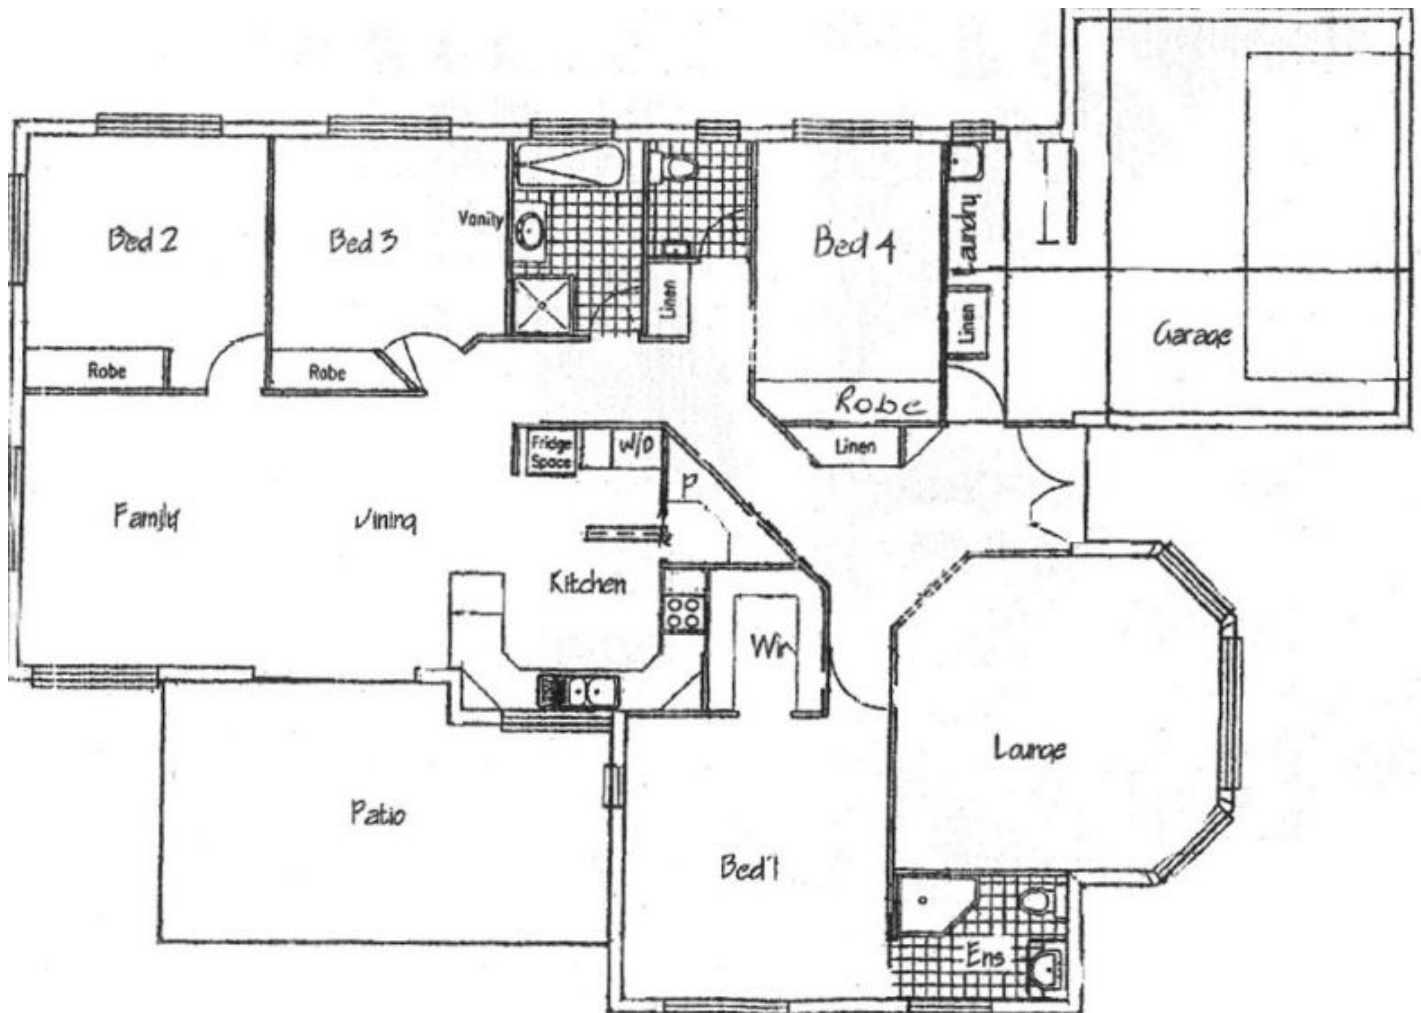 Bed 2
Bed 3
Vanity
Bed 4
Laundry
Linen
Linen
Garage
Robe
Robe
Robe
Linen
Fridge
Space
W/O
P
Family
Dining
Kitchen
Wir
Lounge
Patio
Bed 1
Ens